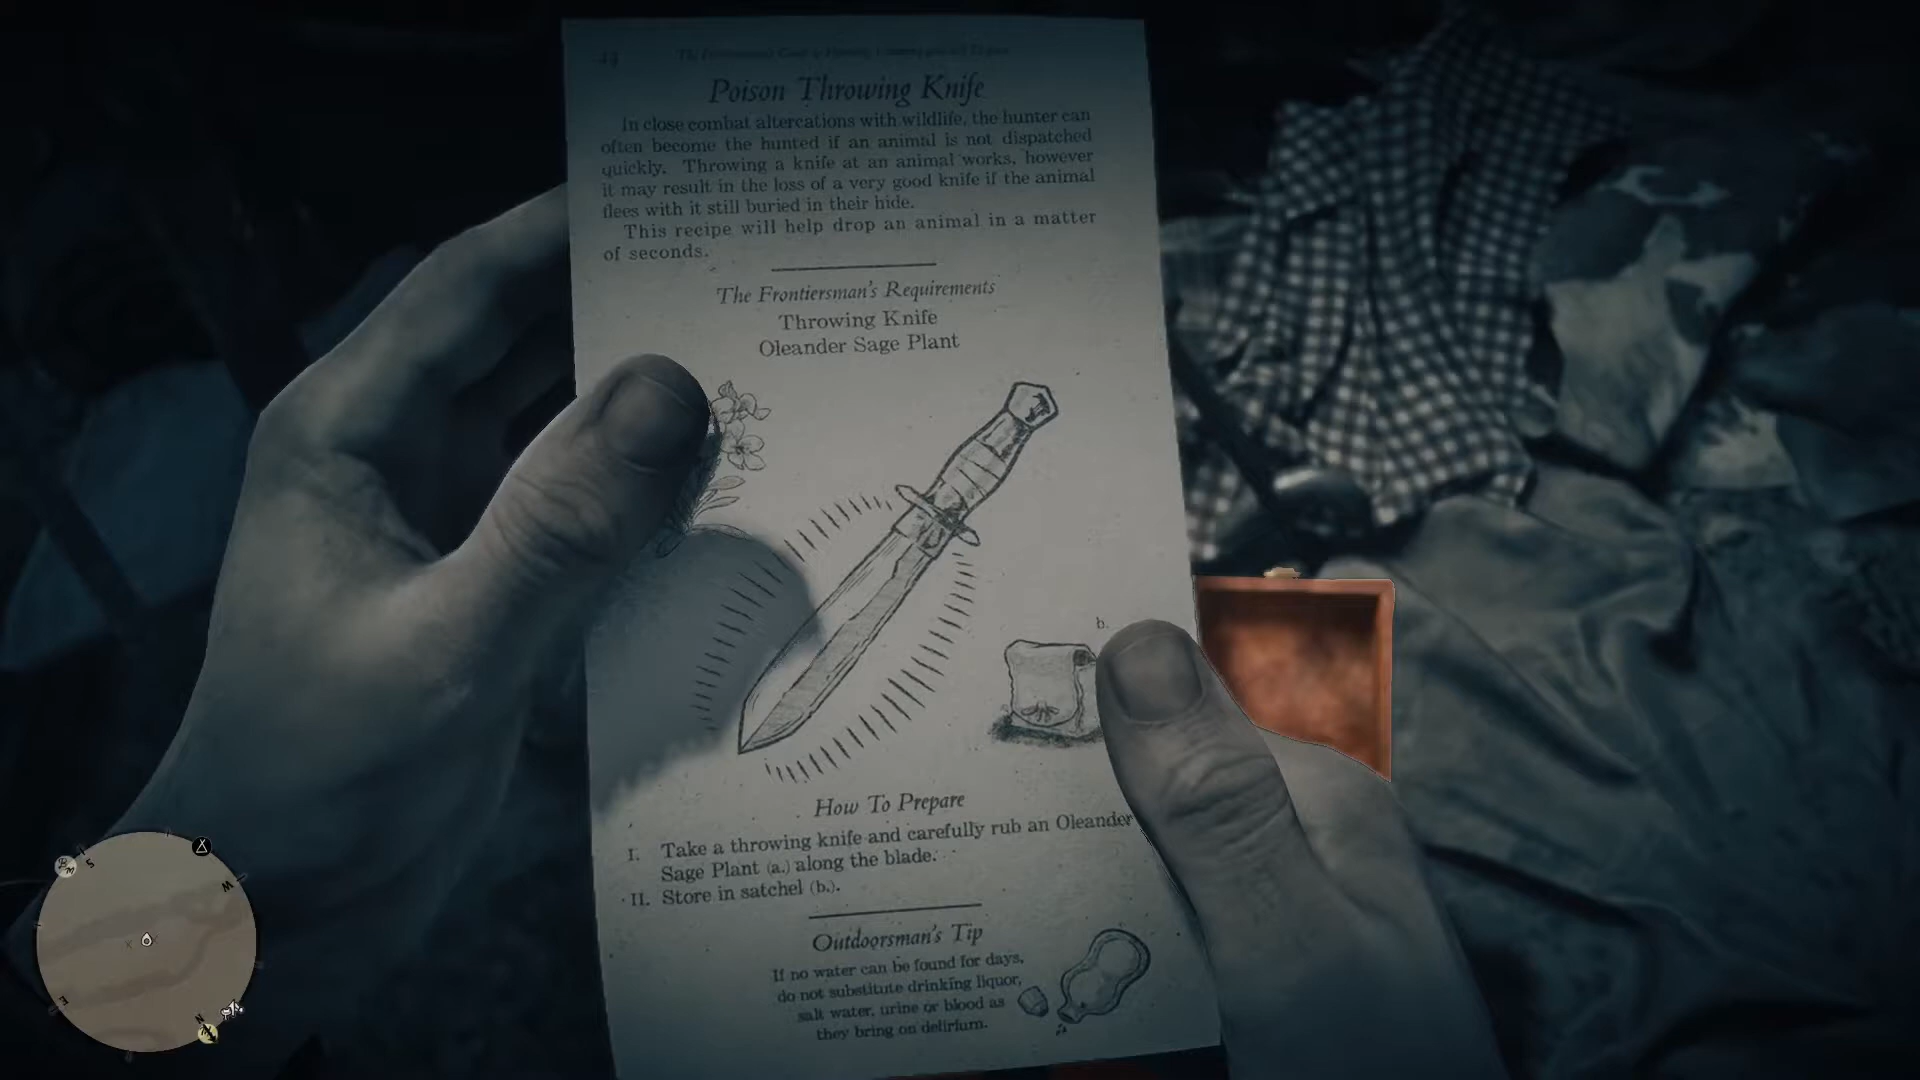 Poison Throwing Knife
In close combat altercations with wildlife, the hunter can
often become the hunted if an animal is not dispatched
quickly. Throwing a knife at an animal works, however
it may result in the loss of a very good knife if the animal
flees with it still buried in their hide.
This recipe will help drop an animal in a matter
of seconds.
The Frontiersman's Requirements
Throwing Knife
Oleander Sage Plant
b.
How To Prepare
I. Take a throwing knife and carefully rub an Oleander
Sage Plant (a.) along the blade.
II. Store in satchel (b.).
Outdoorsman's Tip
If no water can be found for days,
do not substitute drinking liquor,
salt water, urine or blood as
they bring on delirium.
S
W
E
N